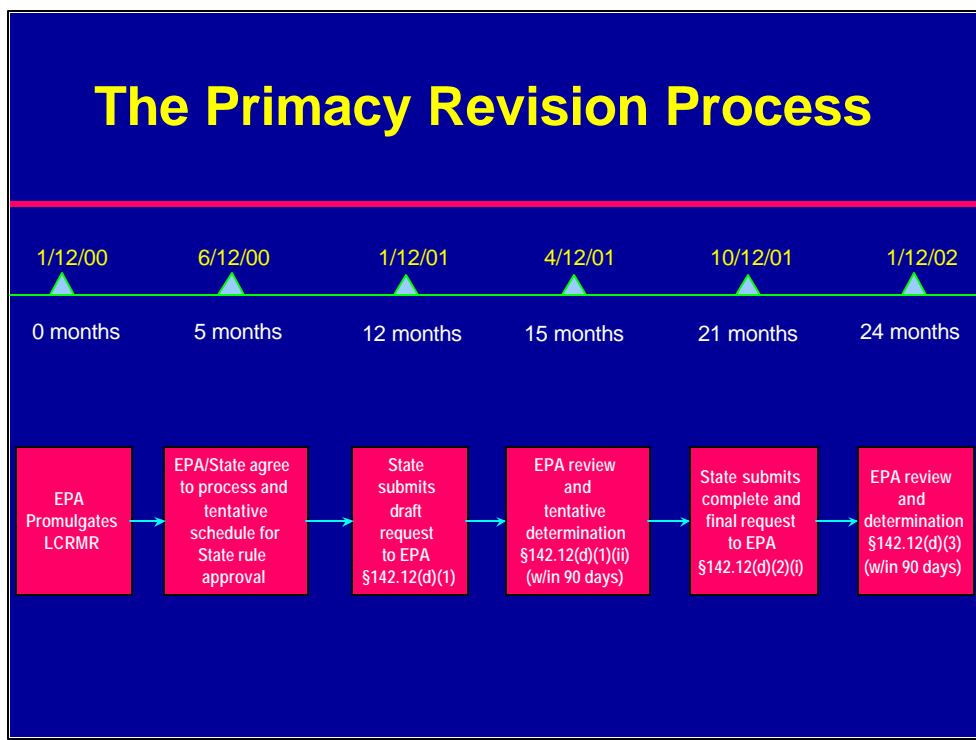 The Primacy Revision Process
1/12/00 6/12/00 1/12/01 4/12/01 10/12/01 1/12/02
0 months 5 months 12 months 15 months 21 months 24 months
EPA
Promulgates
LCRMR
EPA/State agree
to process and
tentative
schedule for
State rule
approval
State
submits
draft
request
to EPA
§142.12(d)(1)
EPA review
and
tentative
determination
§142.12(d)(1)(ii)
(w/in 90 days)
State submits
complete and
final request
to EPA
§142.12(d)(2)(i)
EPA review
and
determination
§142.12(d)(3)
(w/in 90 days)